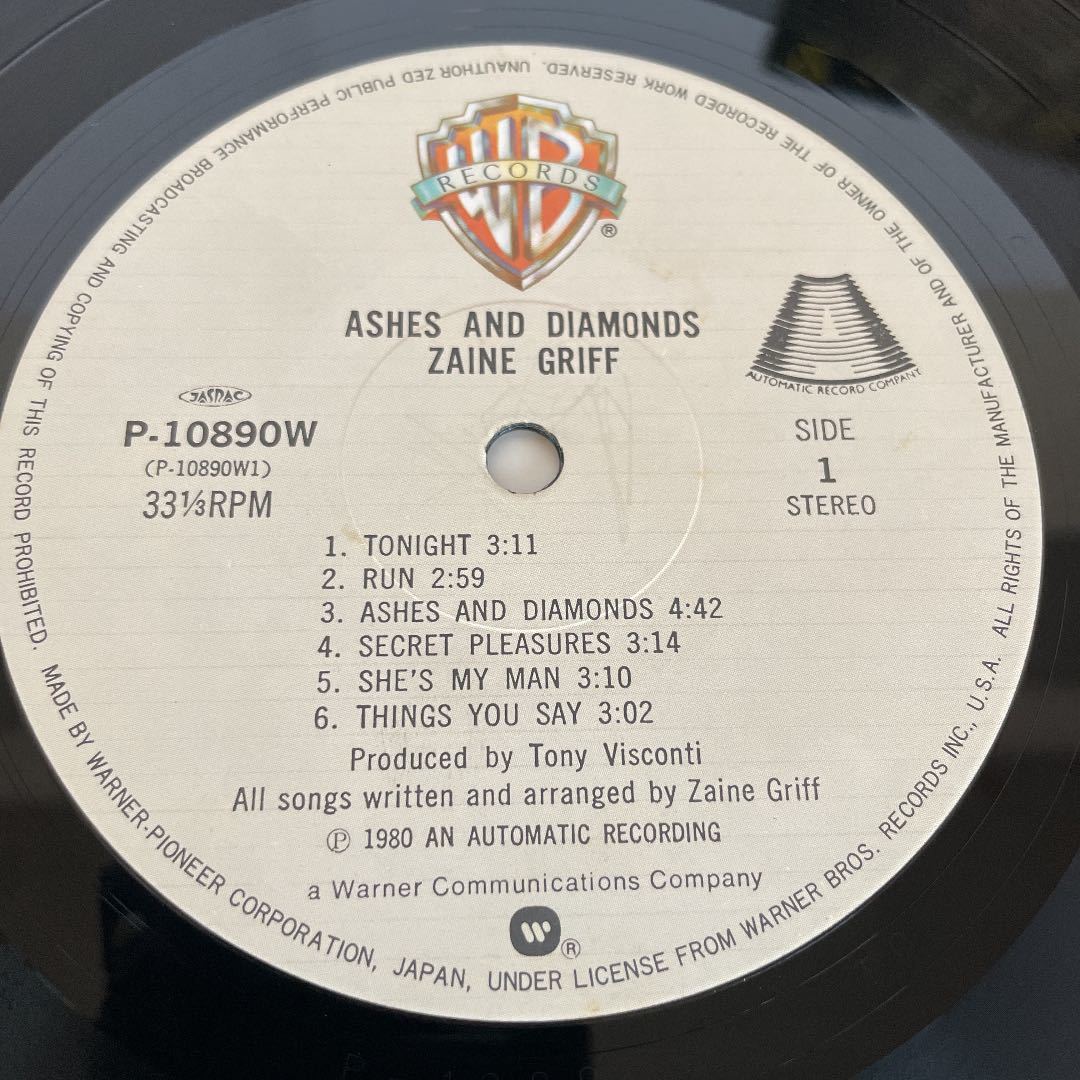 WB
RECORDS
®
ASHES AND DIAMONDS
ZAINE GRIFF
AUTOMATIC RECORD COMPANY
JASRAC
P-10890W
(P-10890W1)
33⅓RPM
SIDE
1
STEREO
1. TONIGHT 3:11
2. RUN 2:59
3. ASHES AND DIAMONDS 4:42
4. SECRET PLEASURES 3:14
5. SHE'S MY MAN 3:10
6. THINGS YOU SAY 3:02
Produced by Tony Visconti
All songs written and arranged by Zaine Griff
Ⓟ 1980 AN AUTOMATIC RECORDING
a Warner Communications Company
W ®
MADE BY WARNER-PIONEER CORPORATION, JAPAN, UNDER LICENSE FROM WARNER BROS. RECORDS INC., U.S.A. ALL RIGHTS OF THE MANUFACTURER AND OF THE OWNER OF THE RECORDED WORK RESERVED. UNAUTHOR ZED PUBLIC PERFORMANCE BROADCASTING AND COPYING OF THIS RECORD PROHIBITED.